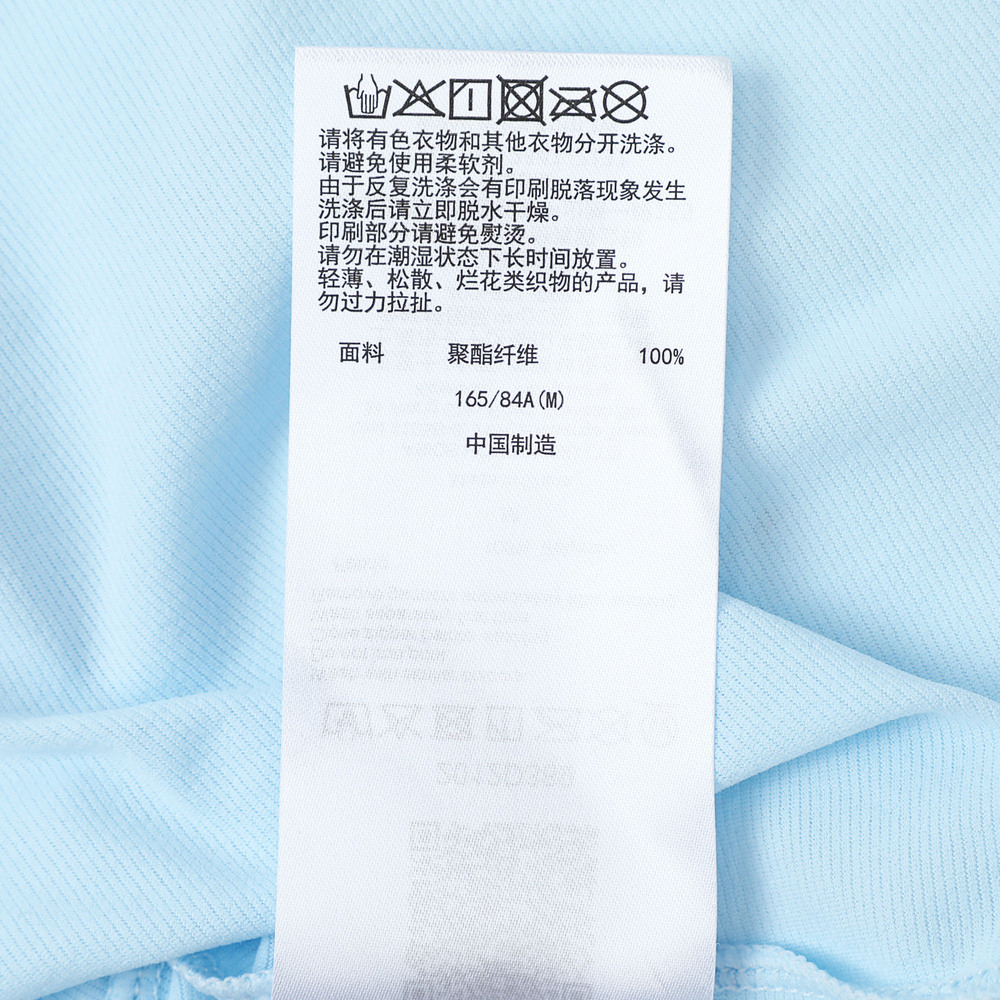 请将有色衣物和其他衣物分开洗涤。
请避免使用柔软剂。
由于反复洗涤会有印刷脱落现象发生
洗涤后请立即脱水干燥。
印刷部分请避免熨烫。
请勿在潮湿状态下长时间放置。
轻薄、松散、烂花类织物的产品，请
勿过力拉扯。
面料 聚酯纤维 100%
165/84A(M)
中国制造